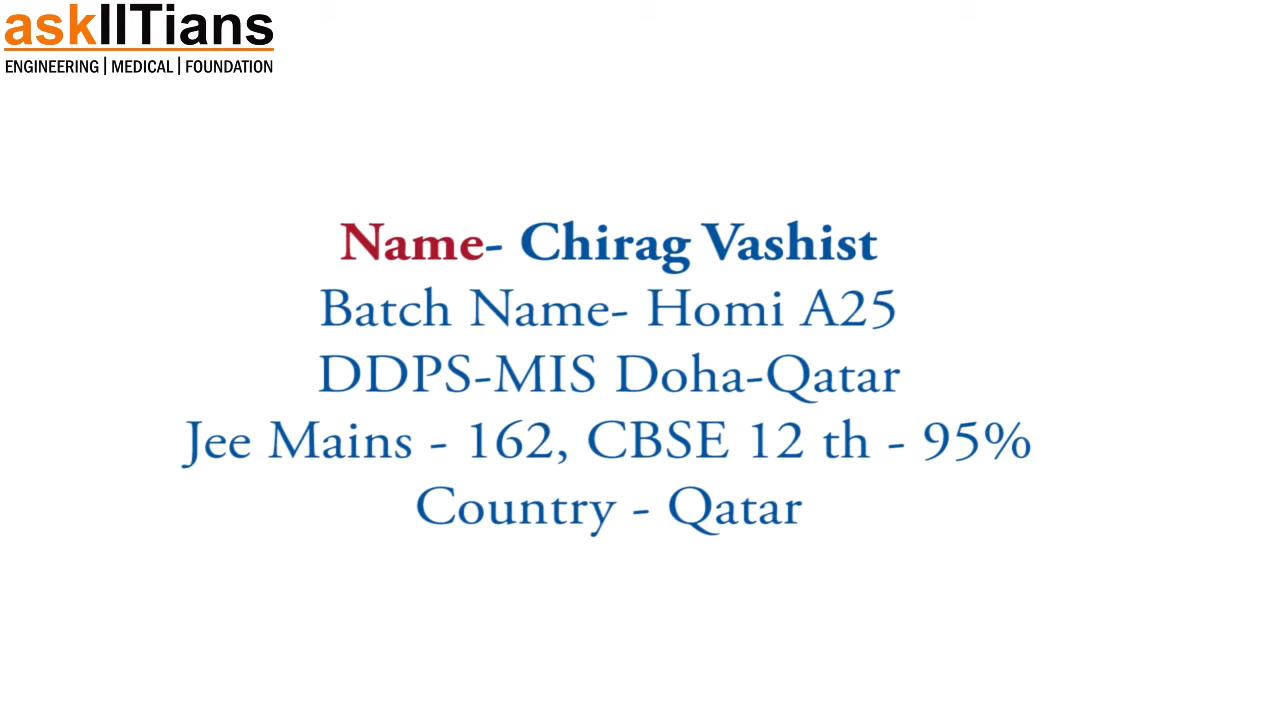 askIITians
ENGINEERING | MEDICAL | FOUNDATION
Name- Chirag Vashist
Batch Name- Homi A25
DDPS-MIS Doha-Qatar
Jee Mains - 162, CBSE 12 th - 95%
Country - Qatar